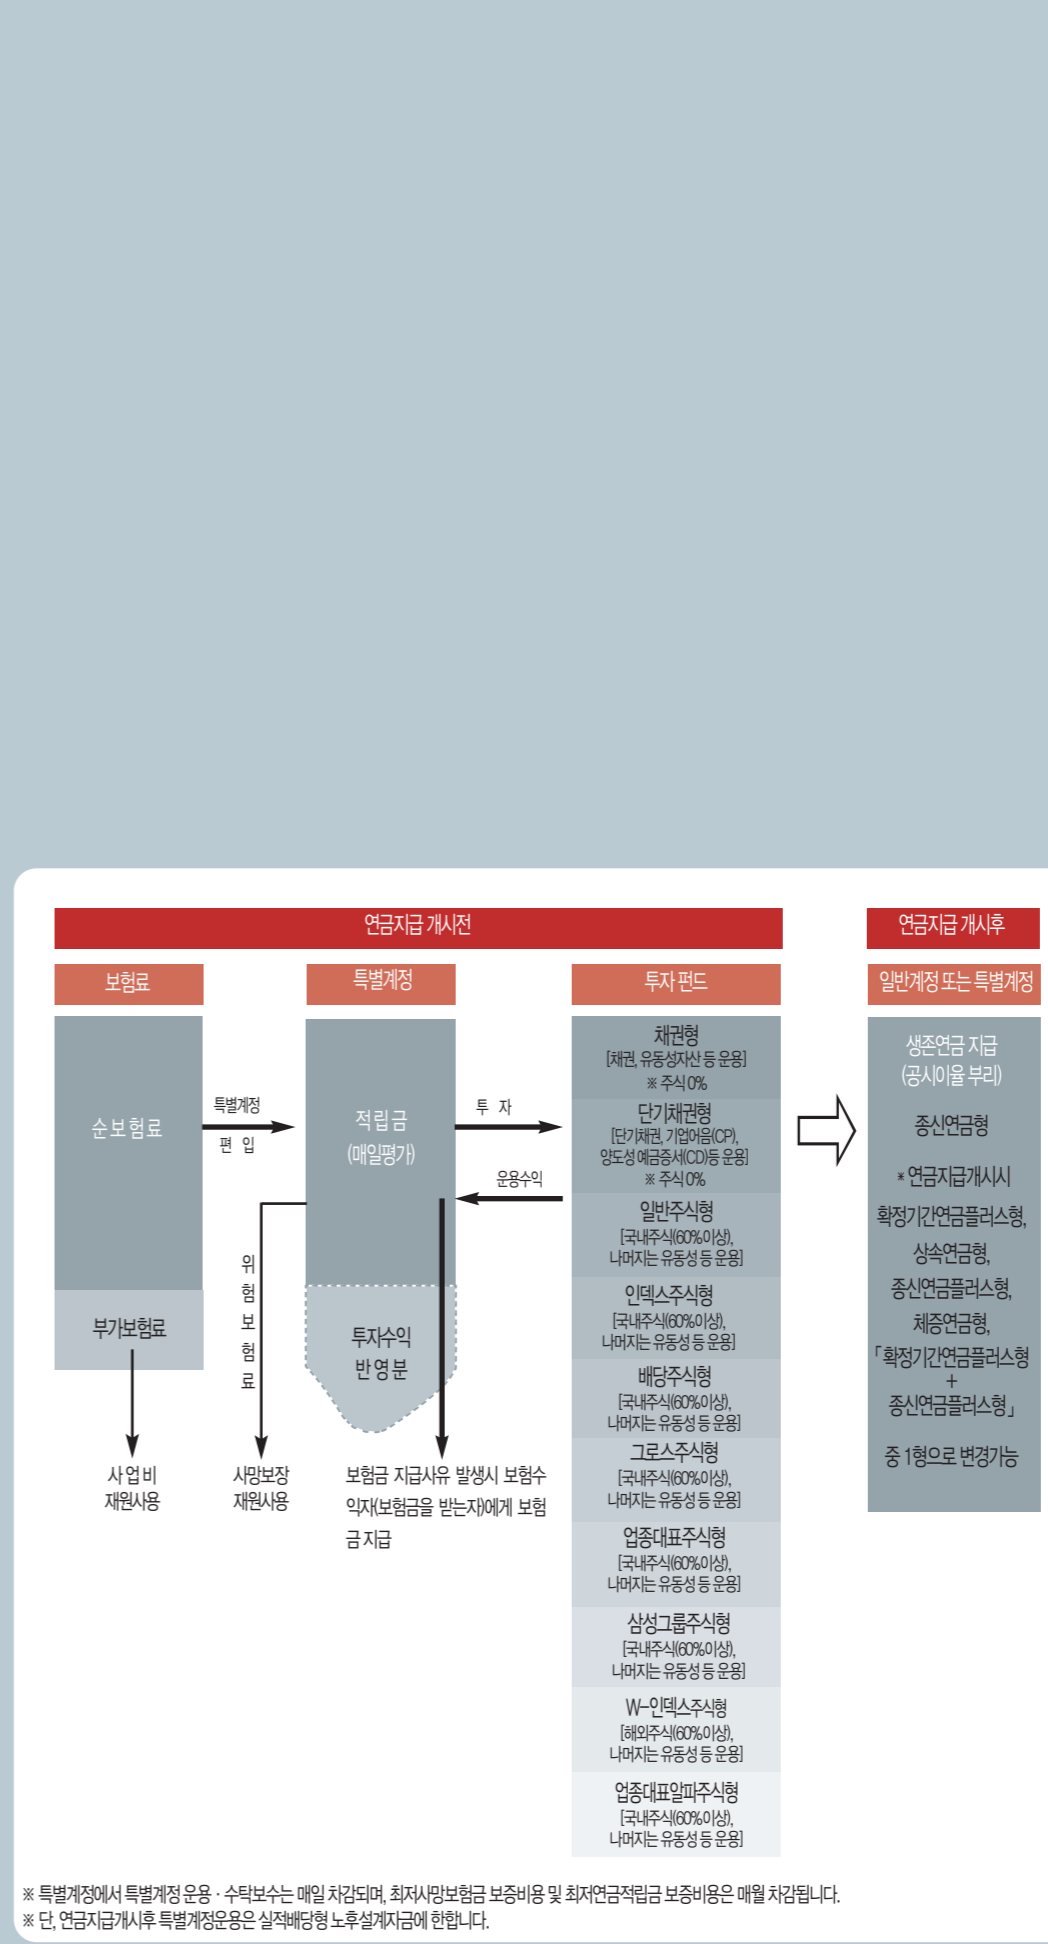 연금지급 개시전
보험료
특별계정
투자 펀드
순보험료
특별계정
편 입
부가보험료
사업비
재원사용
위
험
보
험
료
사망보장
재원사용
적립금
(매일평가)
투 자
운용수익
투자수익
반영분
보험금 지급사유 발생시 보험수
익자(보험금을 받는자)에게 보험
금 지급
채권형
[채권, 유동성자산 등 운용]
※ 주식 0%
단기채권형
[단기채권, 기업어음(CP),
양도성 예금증서(CD)등 운용]
※ 주식 0%
일반주식형
[국내주식(60%이상),
나머지는 유동성 등 운용]
인덱스주식형
[국내주식(60%이상),
나머지는 유동성 등 운용]
배당주식형
[국내주식(60%이상),
나머지는 유동성 등 운용]
그로스주식형
[국내주식(60%이상),
나머지는 유동성 등 운용]
업종대표주식형
[국내주식(60%이상),
나머지는 유동성 등 운용]
삼성그룹주식형
[국내주식(60%이상),
나머지는 유동성 등 운용]
W-인덱스주식형
[해외주식(60%이상),
나머지는 유동성 등 운용]
업종대표알파주식형
[국내주식(60%이상),
나머지는 유동성 등 운용]
연금지급 개시후
일반계정 또는 특별계정
생존연금 지급
(공시이율 부리)
종신연금형
* 연금지급개시시
확정기간연금플러스형,
상속연금형,
종신연금플러스형,
체증연금형,
「확정기간연금플러스형
+
종신연금플러스형」
중 1형으로 변경가능
※ 특별계정에서 특별계정 운용 · 수탁보수는 매일 차감되며, 최저사망보험금 보증비용 및 최저연금적립금 보증비용은 매월 차감됩니다.
※ 단, 연금지급개시후 특별계정운용은 실적배당형 노후설계자금에 한합니다.